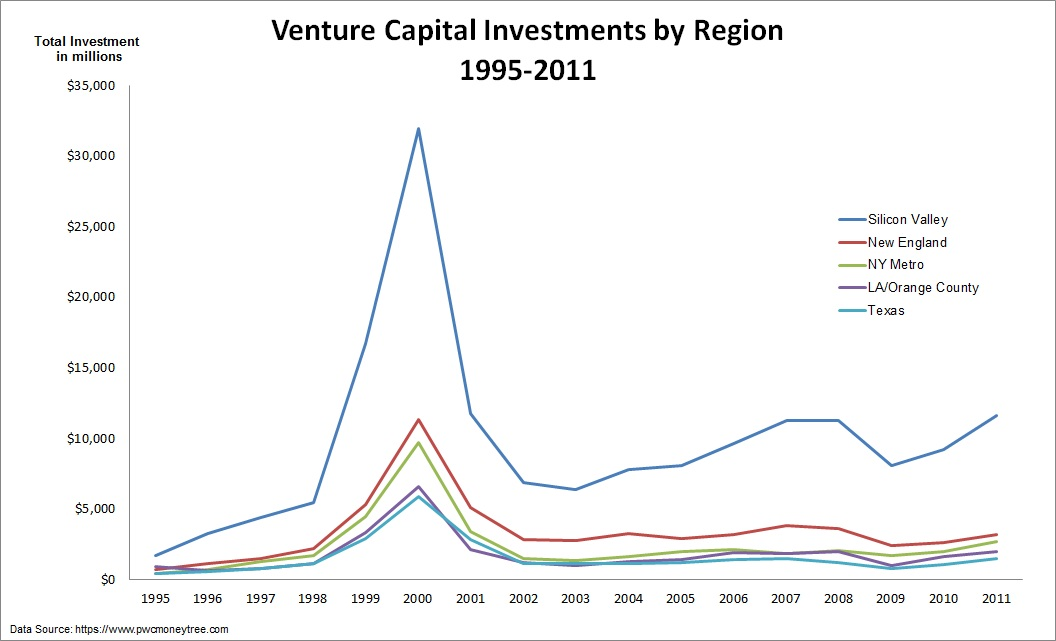 Venture Capital Investments by Region
1995-2011
Total Investment
in millions
$35,000
$30,000
$25,000
$20,000
$15,000
$10,000
$5,000
$0
Silicon Valley
New England
NY Metro
LA/Orange County
Texas
1995 1996 1997 1998 1999 2000 2001 2002 2003 2004 2005 2006 2007 2008 2009 2010 2011
Data Source: https://www.pwcmoneytree.com